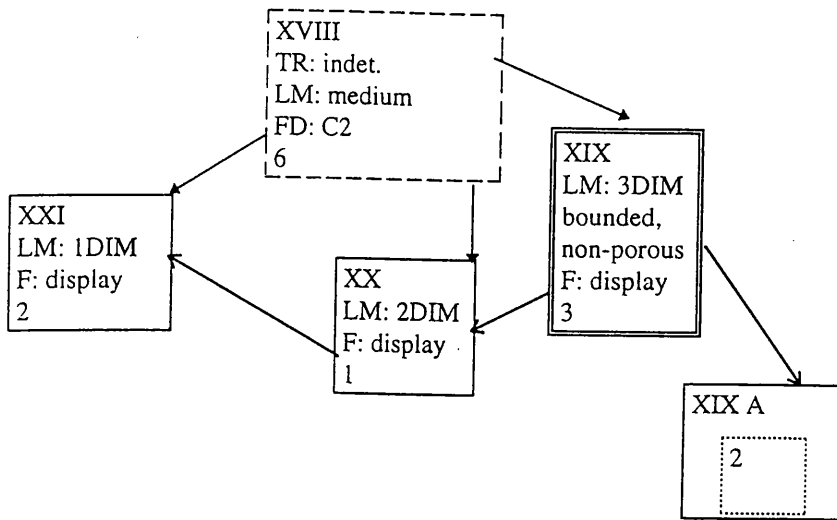 XVIII
TR: indet.
LM: medium
FD: C2
6
XIX
LM: 3DIM
bounded,
non-porous
F: display
3
XXI
LM: 1DIM
F: display
2
XX
LM: 2DIM
F: display
1
XIX A
2